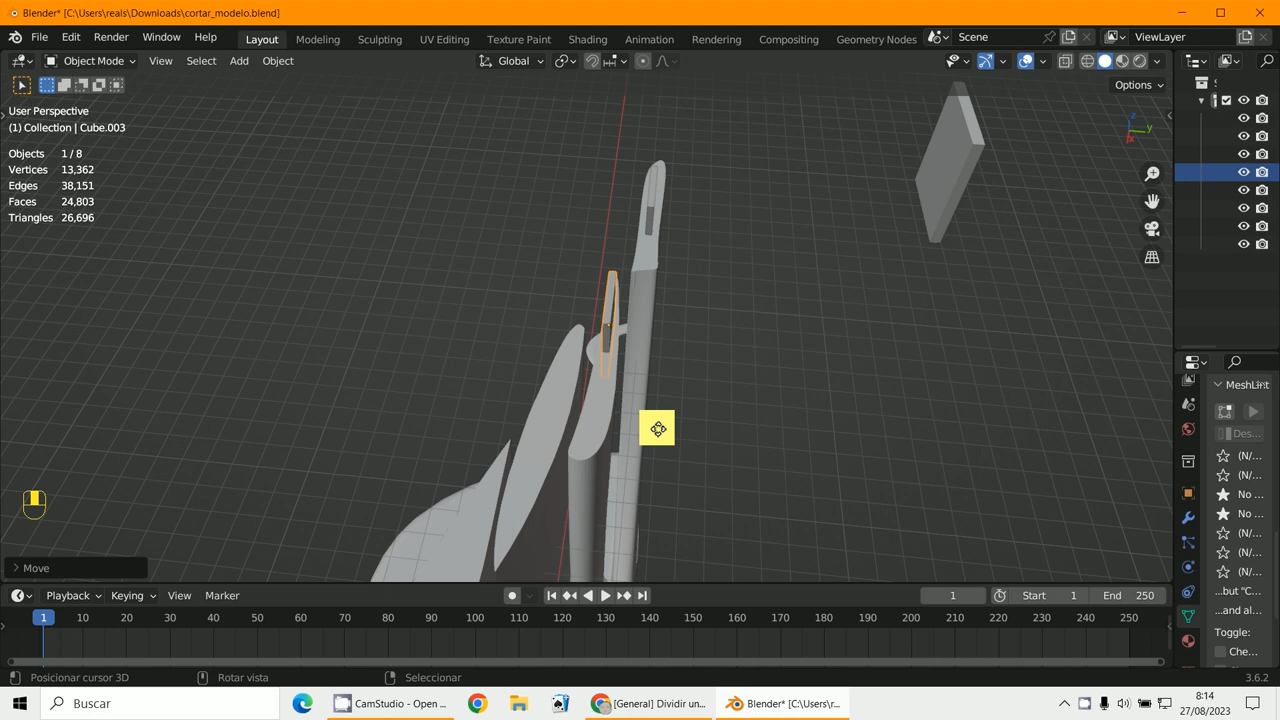 Blender* [C:\Users\reals\Downloads\cortar_modelo.blend]
File Edit Render Window Help Layout Modeling Sculpting UV Editing Texture Paint Shading Animation Rendering Compositing Geometry Nodes Scene ViewLayer
Object Mode View Select Add Object Global
Options
User Perspective
(1) Collection | Cube.003
Objects 1 / 8
Vertices 13,362
Edges 38,151
Faces 24,803
Triangles 26,696
z
y
x
MeshLint
Des...
(N/...
(N/...
No ...
No ...
(N/...
(N/...
(N/...
...but "C...
...and al...
Toggle:
Che...
Move
Playback Keying View Marker 1 Start 1 End 250
1 10 20 30 40 50 60 70 80 90 100 110 120 130 140 150 160 170 180 190 200 210 220 230 240 250
Posicionar cursor 3D Rotar vista Seleccionar 3.6.2
Buscar CamStudio - Open ... [General] Dividir un... Blender* [C:\Users\r... 8:14
27/08/2023